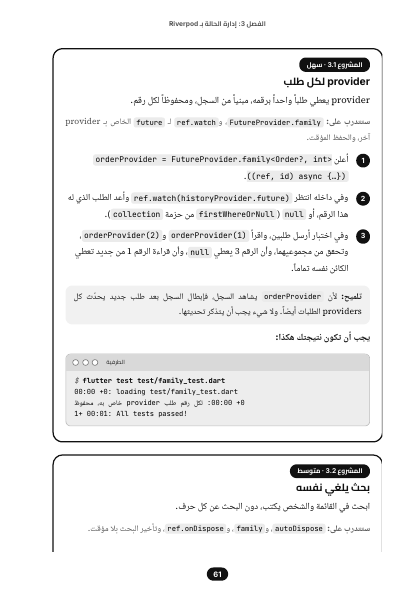 الفصل 3: إدارة الحالة بـ Riverpod
المشروع 3.1 · سهل
provider لكل طلب
provider يعطي طلباً واحداً برقمه، مبنياً من السجل، ومحفوظاً لكل رقم.
ستتدرب على: FutureProvider.family، و ref.watch لـ future الخاص بـ provider
آخر، والحفظ المؤقت.
1 أعلن orderProvider = FutureProvider.family<Order?, int>
((ref, id) async {…}).
2 وفي داخله انتظر ref.watch(historyProvider.future) وأعد الطلب الذي له
هذا الرقم، أو null (firstWhereOrNull من حزمة collection).
3 وفي اختبار أرسل طلبين، واقرأ orderProvider(1) و orderProvider(2)،
وتحقق من مجموعيهما، وأن الرقم 3 يعطي null، وأن قراءة الرقم 1 من جديد تعطي
الكائن نفسه تماماً.
تلميح: لأن orderProvider يشاهد السجل، فإبطال السجل بعد طلب جديد يحدّث كل
providers الطلبات أيضاً. ولا شيء يجب أن يتذكر تحديثها.
يجب أن تكون نتيجتك هكذا:
الطرفية
$ flutter test test/family_test.dart
00:00 +0: loading test/family_test.dart
00:00 +0: لكل رقم طلب provider خاص به، محفوظ
00:01 +1: All tests passed!
المشروع 3.2 · متوسط
بحث يلغي نفسه
ابحث في القائمة والشخص يكتب، دون البحث عن كل حرف.
ستتدرب على: autoDispose، و family، و ref.onDispose، وتأخير البحث بلا مؤقت.
61